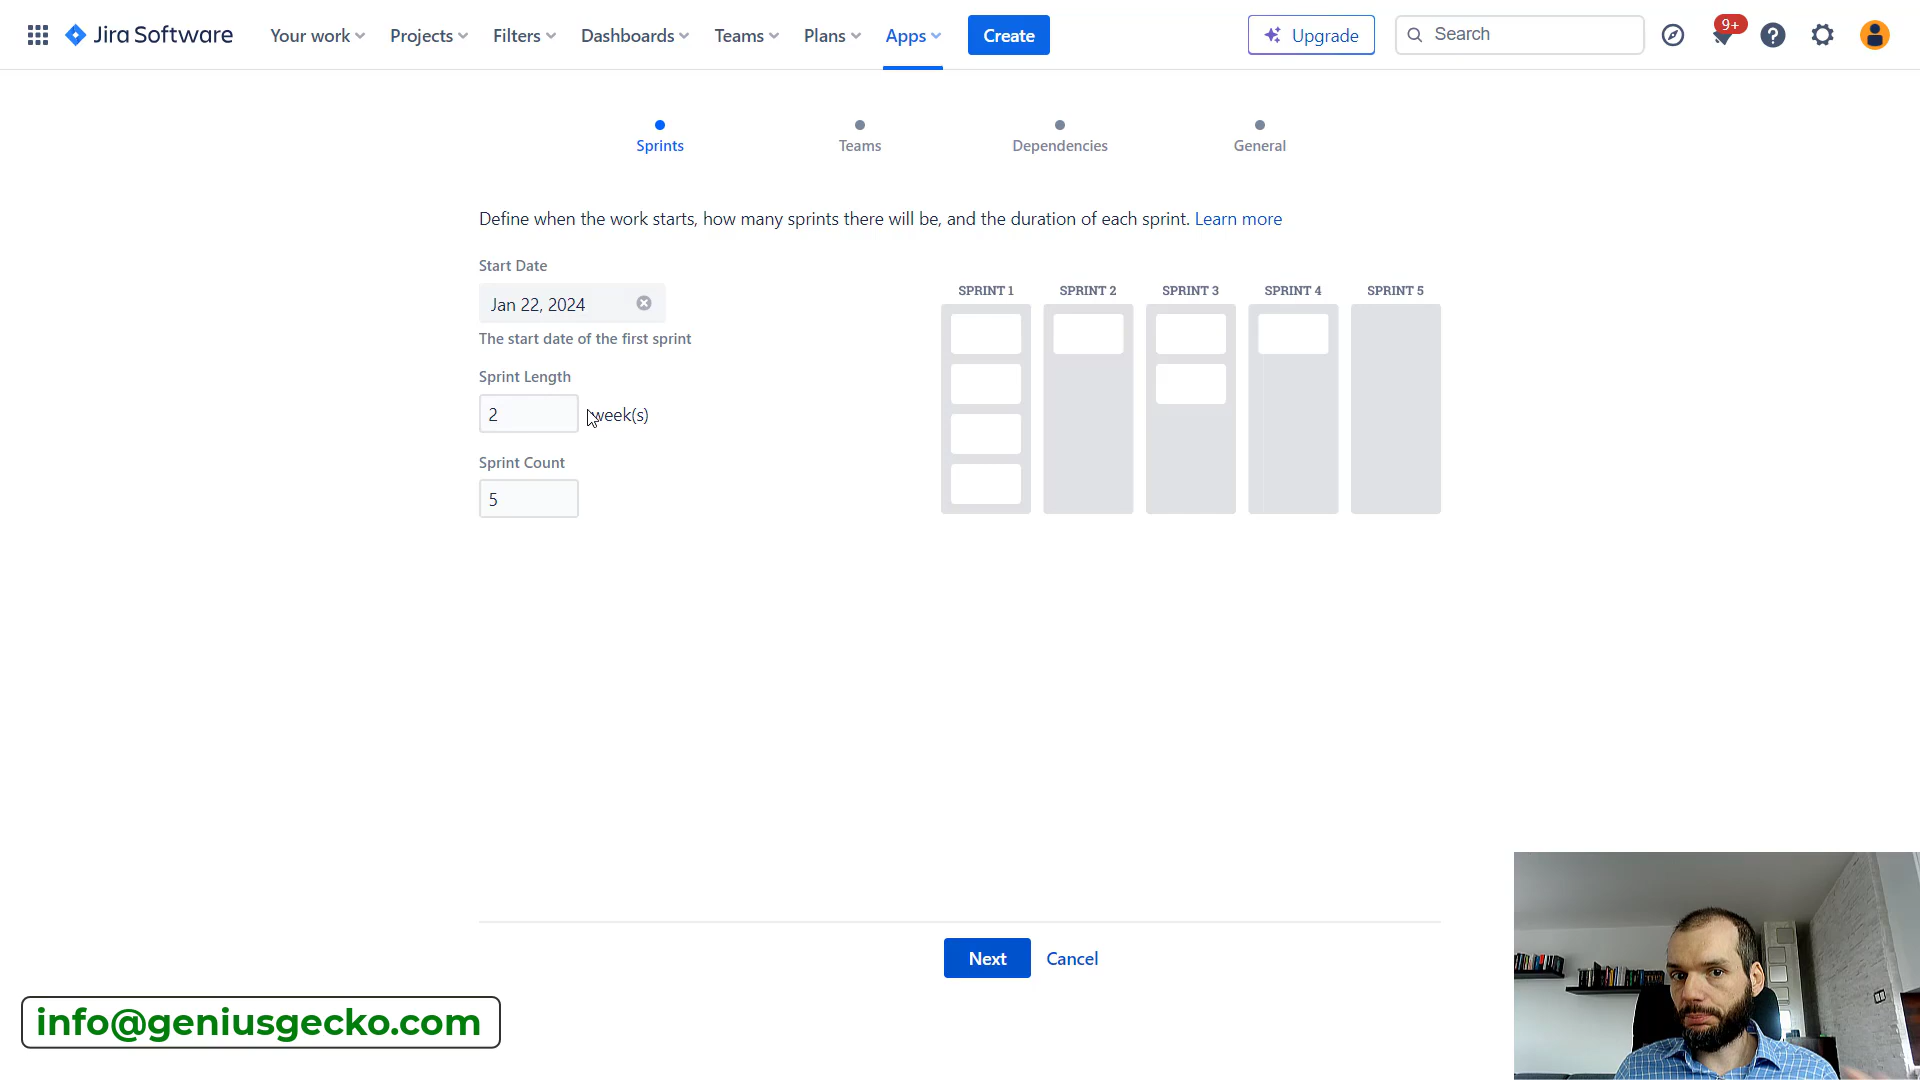 Jira Software
Your work
Projects
Filters
Dashboards
Teams
Plans
Apps
Create
Upgrade
Search
9+
Sprints
Teams
Dependencies
General
Define when the work starts, how many sprints there will be, and the duration of each sprint. Learn more
Start Date
Jan 22, 2024
The start date of the first sprint
Sprint Length
2 week(s)
Sprint Count
5
SPRINT 1
SPRINT 2
SPRINT 3
SPRINT 4
SPRINT 5
Next
Cancel
info@geniusgecko.com